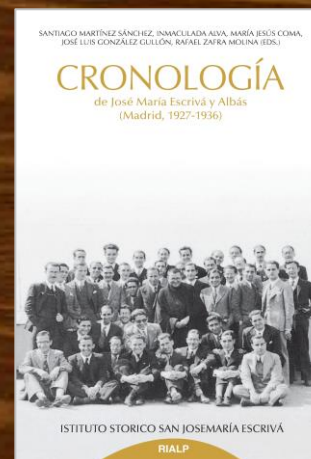 SANTIAGO MARTÍNEZ SÁNCHEZ, INMACULADA ALVA, MARÍA JESÚS COMA,
JOSÉ LUIS GONZÁLEZ GULLÓN, RAFAEL ZAFRA MOLINA (EDS.)
CRONOLOGÍA
de José María Escrivá y Albás
(Madrid, 1927-1936)
ISTITUTO STORICO SAN JOSEMARÍA ESCRIVÁ
RIALP